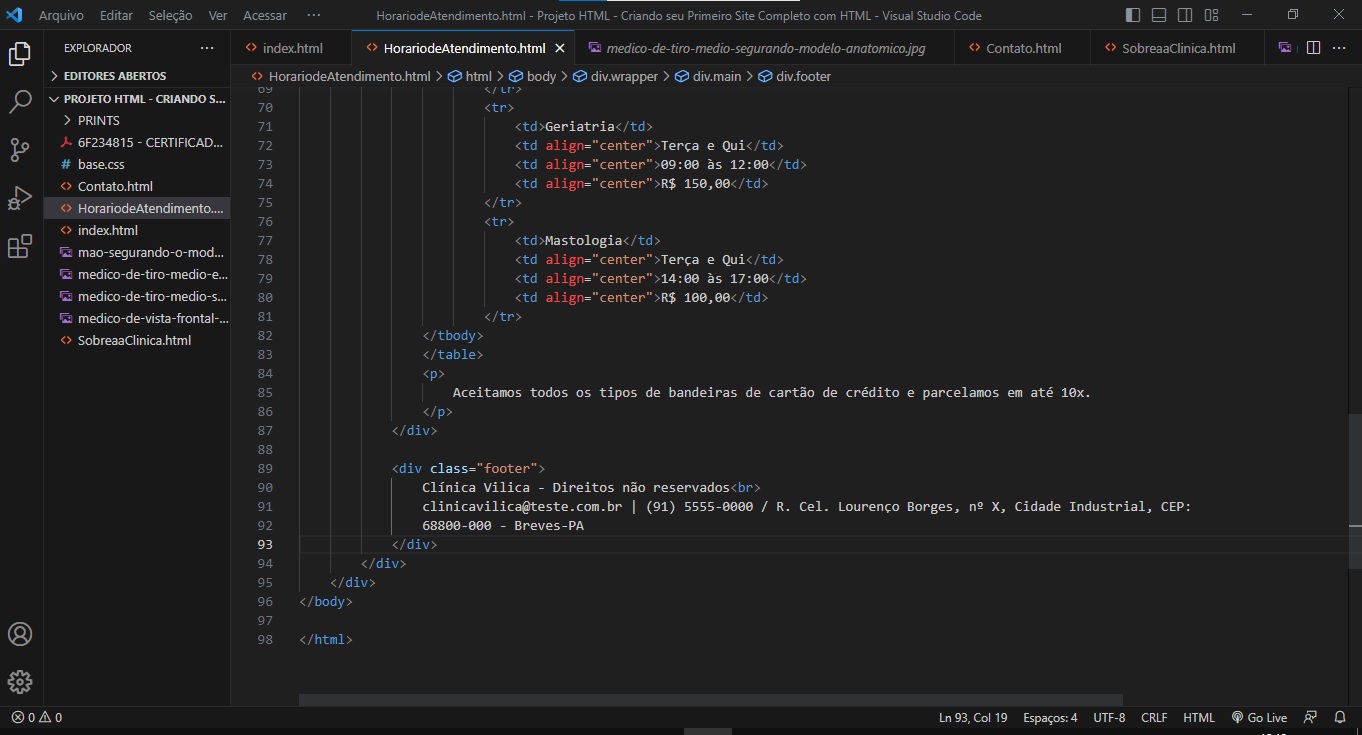 Arquivo Editar Seleção Ver Acessar ··· HorariodeAtendimento.html - Projeto HTML - Criando seu Primeiro Site Completo com HTML - Visual Studio Code
EXPLORADOR ···
index.html HorariodeAtendimento.html medico-de-tiro-medio-segurando-modelo-anatomico.jpg Contato.html SobreaaClinica.html ···
HorariodeAtendimento.html > html > body > div.wrapper > div.main > div.footer
EDITORES ABERTOS
PROJETO HTML - CRIANDO S...
PRINTS
6F234815 - CERTIFICAD...
# base.css
Contato.html
HorariodeAtendimento....
index.html
mao-segurando-o-mod...
medico-de-tiro-medio-e...
medico-de-tiro-medio-s...
medico-de-vista-frontal-...
SobreaaClinica.html
69 </tr>
70 <tr>
71 <td>Geriatria</td>
72 <td align="center">Terça e Qui</td>
73 <td align="center">09:00 às 12:00</td>
74 <td align="center">R$ 150,00</td>
75 </tr>
76 <tr>
77 <td>Mastologia</td>
78 <td align="center">Terça e Qui</td>
79 <td align="center">14:00 às 17:00</td>
80 <td align="center">R$ 100,00</td>
81 </tr>
82 </tbody>
83 </table>
84 <p>
85 Aceitamos todos os tipos de bandeiras de cartão de crédito e parcelamos em até 10x.
86 </p>
87 </div>
88
89 <div class="footer">
90 Clínica Vilica - Direitos não reservados<br>
91 clinicavilica@teste.com.br | (91) 5555-0000 / R. Cel. Lourenço Borges, nº X, Cidade Industrial, CEP:
92 68800-000 - Breves-PA
93 </div>
94 </div>
95 </div>
96 </body>
97
98 </html>
0 0 Ln 93, Col 19 Espaços: 4 UTF-8 CRLF HTML Go Live